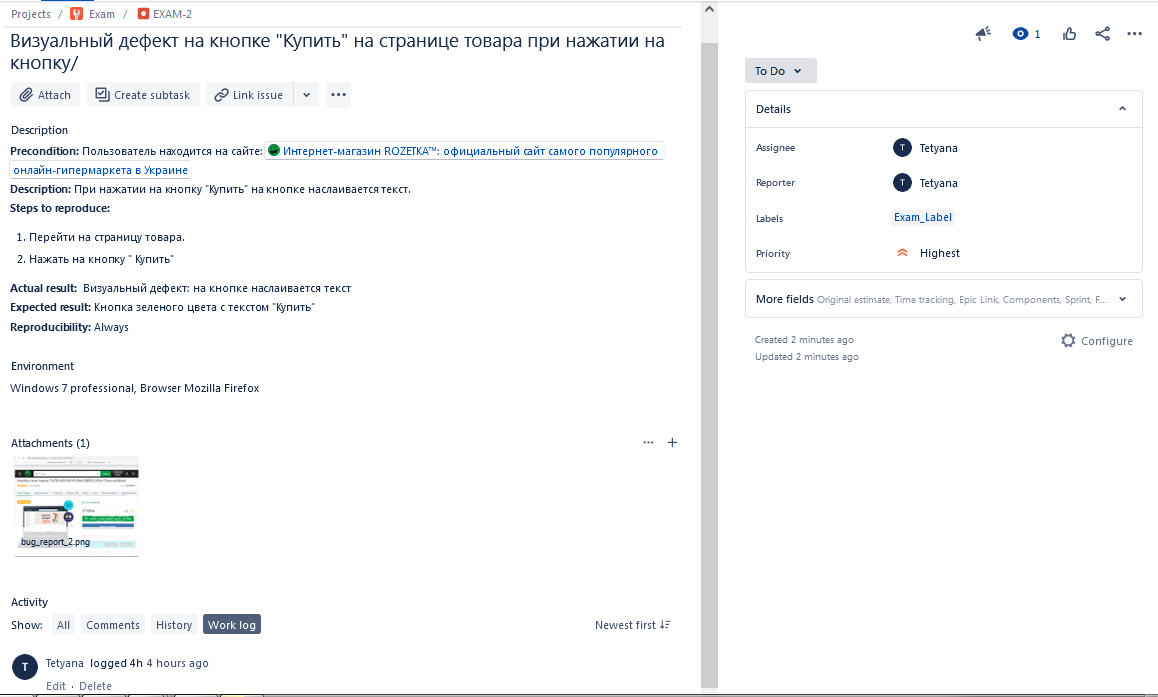 Projects / Exam / EXAM-2
Визуальный дефект на кнопке "Купить" на странице товара при нажатии на
кнопку/
Attach Create subtask Link issue
Description
Precondition: Пользователь находится на сайте: Интернет-магазин ROZETKA™: официальный сайт самого популярного
онлайн-гипермаркета в Украине
Description: При нажатии на кнопку "Купить" на кнопке наслаивается текст.
Steps to reproduce:
1. Перейти на страницу товара.
2. Нажать на кнопку " Купить"
Actual result: Визуальный дефект: на кнопке наслаивается текст
Expected result: Кнопка зеленого цвета с текстом "Купить"
Reproducibility: Always
Environment
Windows 7 professional, Browser Mozilla Firefox
Attachments (1)
bug_report_2.png
Activity
Show: All Comments History Work log Newest first
T Tetyana logged 4h 4 hours ago
Edit · Delete
1
To Do
Details
Assignee T Tetyana
Reporter T Tetyana
Labels Exam_Label
Priority Highest
More fields Original estimate, Time tracking, Epic Link, Components, Sprint, F...
Created 2 minutes ago
Configure
Updated 2 minutes ago